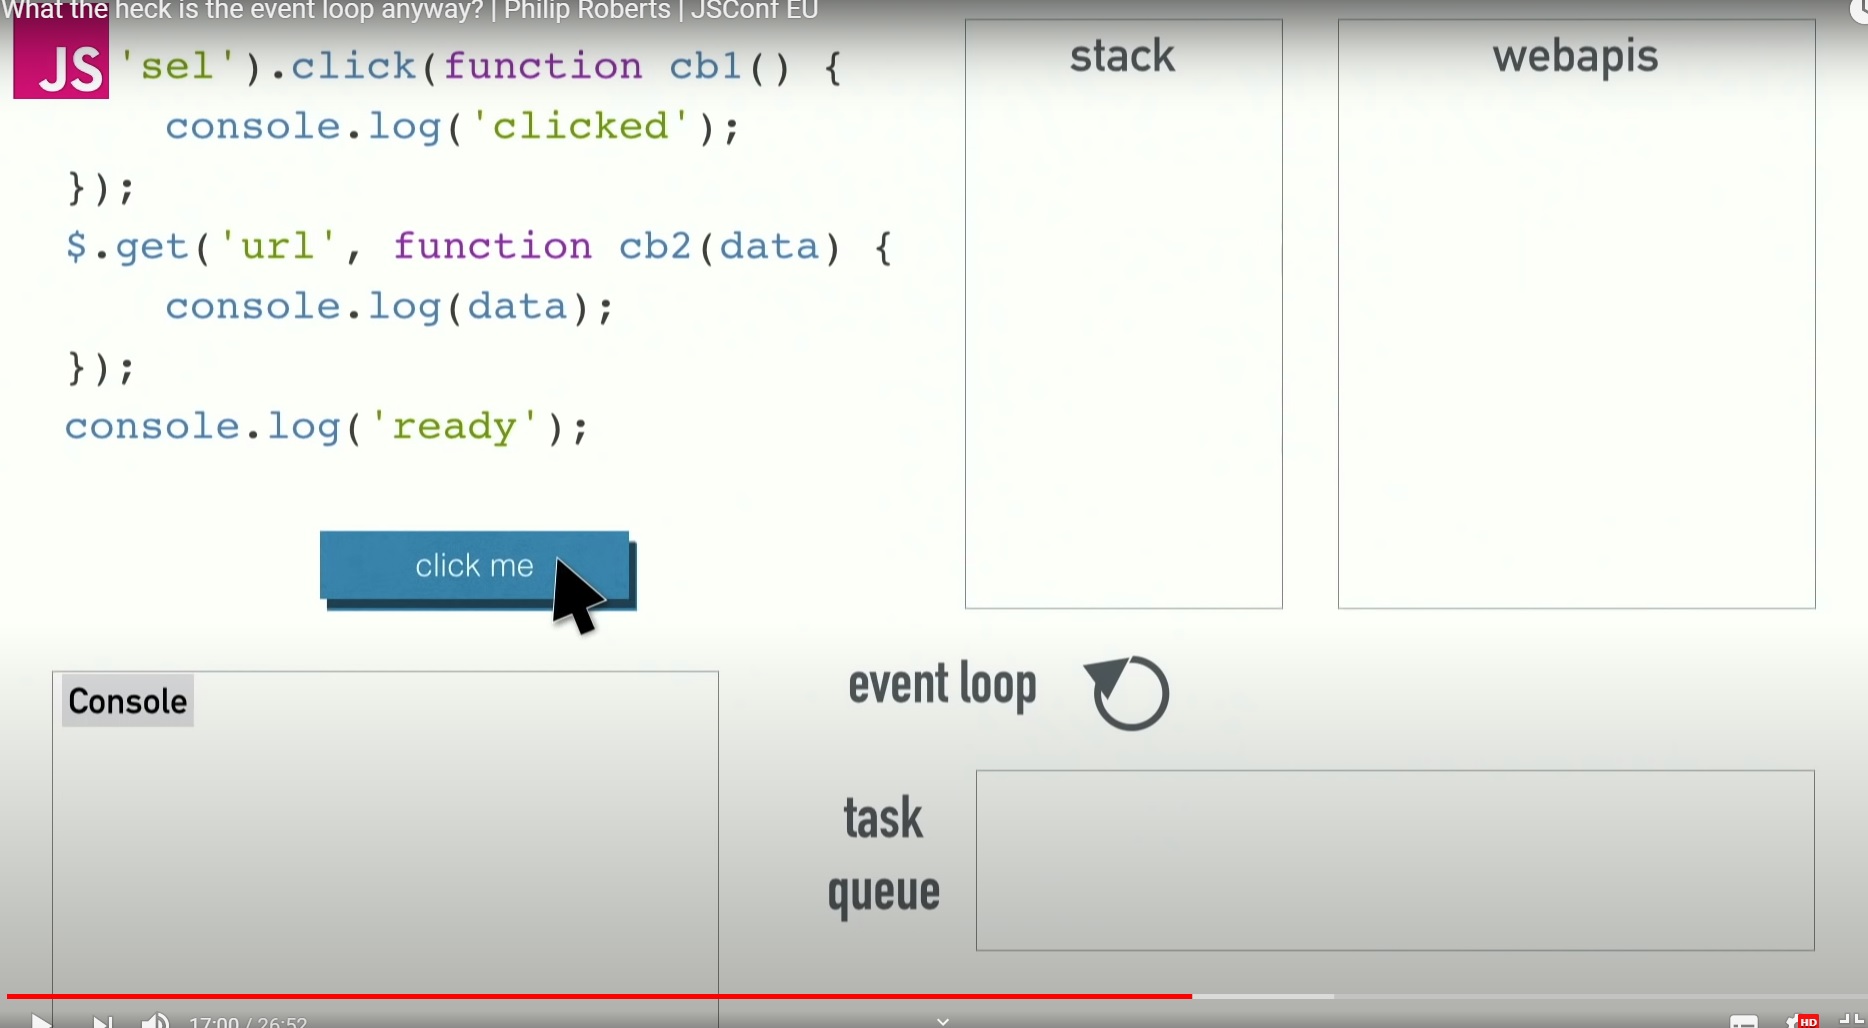 What the heck is the event loop anyway? | Philip Roberts | JSConf EU
JS
'sel').click(function cb1() {
console.log('clicked');
});
$.get('url', function cb2(data) {
console.log(data);
});
console.log('ready');
click me
Console
stack
webapis
event loop
task
queue
17:00 / 26:52
HD